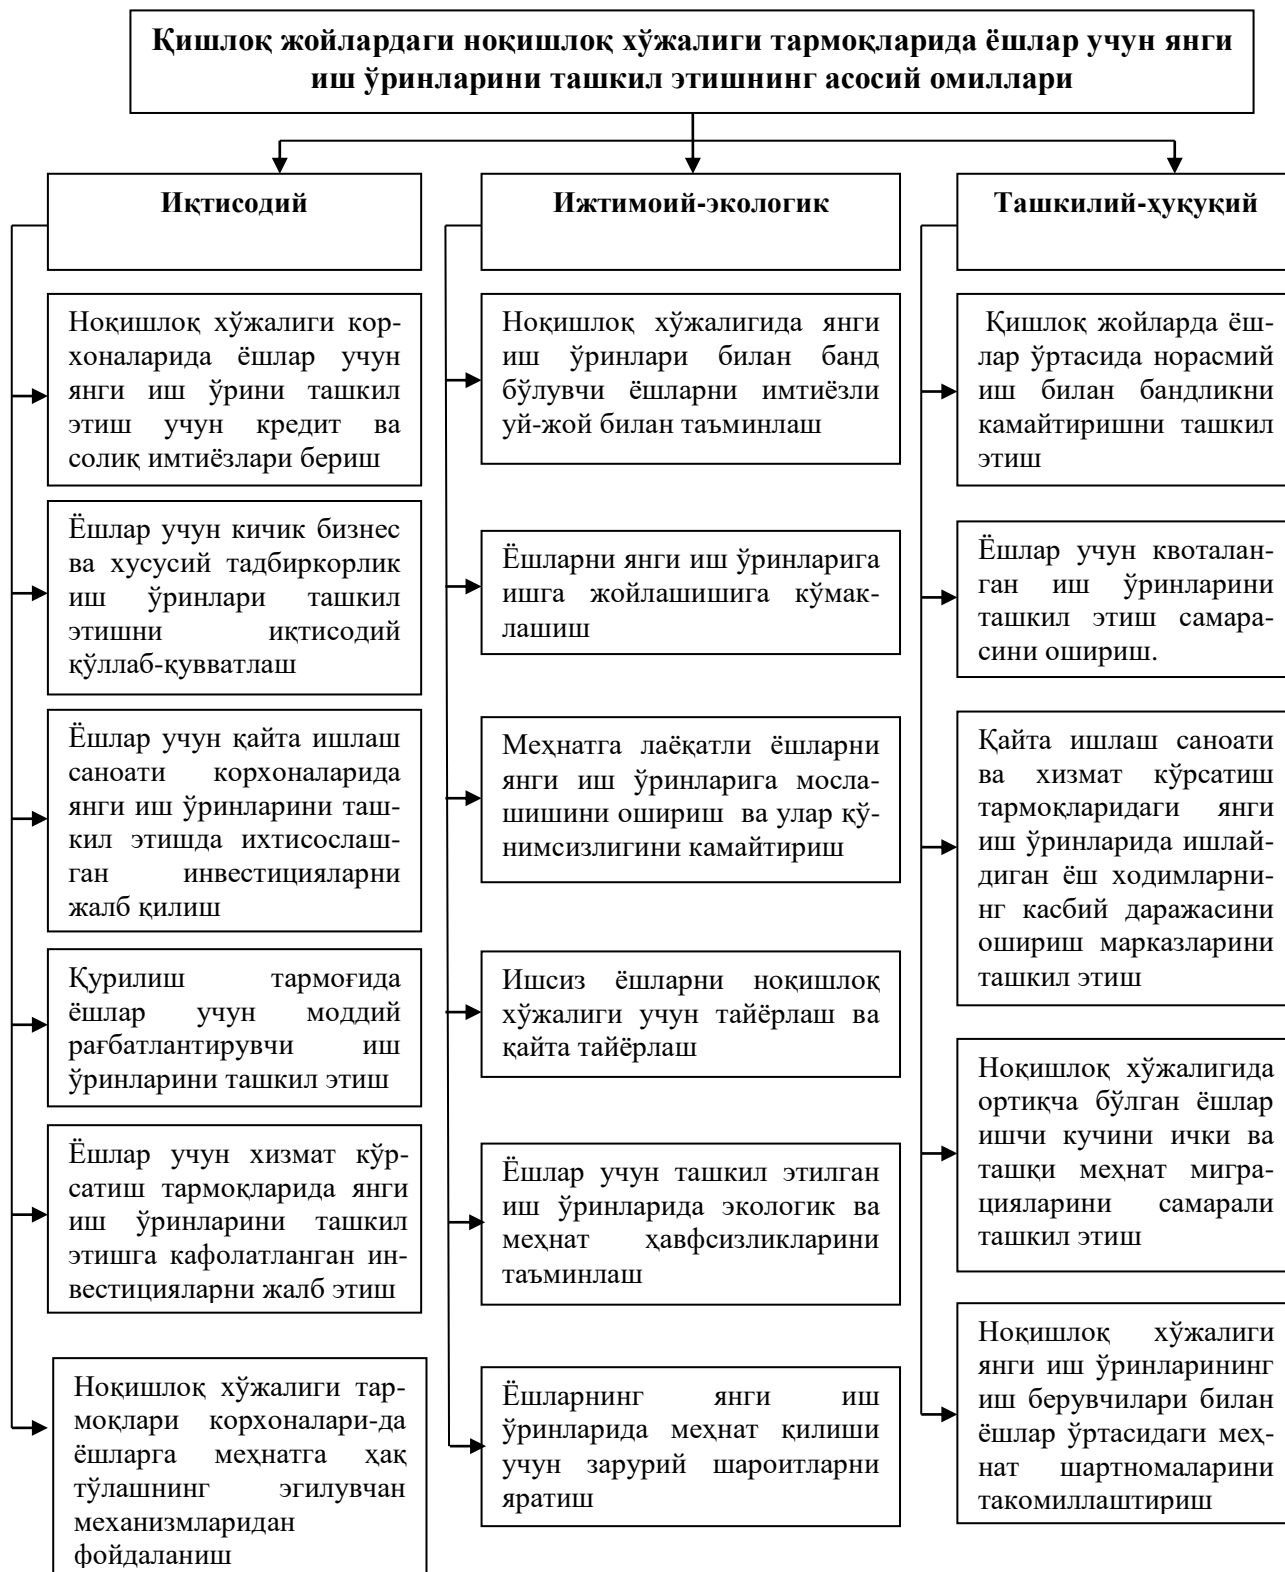 Қишлоқ жойлардаги ноқишлоқ хўжалиги тармоқларида ёшлар учун янги
иш ўринларини ташкил этишнинг асосий омиллари
Иқтисодий
Ноқишлоқ хўжалиги кор-
хоналарида ёшлар учун
янги иш ўрини ташкил
этиш учун кредит ва
солиқ имтиёзлари бериш
Ёшлар учун кичик бизнес
ва хусусий тадбиркорлик
иш ўринлари ташкил
этишни иқтисодий
қўллаб-қувватлаш
Ёшлар учун қайта ишлаш
саноати корхоналарида
янги иш ўринларини таш-
кил этишда ихтисослаш-
ган инвестицияларни
жалб қилиш
Қурилиш тармоғида
ёшлар учун моддий
рағбатлантирувчи иш
ўринларини ташкил этиш
Ёшлар учун хизмат кўр-
сатиш тармоқларида янги
иш ўринларини ташкил
этишга кафолатланган ин-
вестицияларни жалб этиш
Ноқишлоқ хўжалиги тар-
моқлари корхоналари-да
ёшларга меҳнатга ҳақ
тўлашнинг эгилувчан
механизмларидан
фойдаланиш
Ижтимоий-экологик
Ноқишлоқ хўжалигида янги
иш ўринлари билан банд
бўлувчи ёшларни имтиёзли
уй-жой билан таъминлаш
Ёшларни янги иш ўринларига
ишга жойлашишига кўмак-
лашиш
Меҳнатга лаёқатли ёшларни
янги иш ўринларига мосла-
шишини ошириш ва улар қў-
нимсизлигини камайтириш
Ишсиз ёшларни ноқишлоқ
хўжалиги учун тайёрлаш ва
қайта тайёрлаш
Ёшлар учун ташкил этилган
иш ўринларида экологик ва
меҳнат ҳавфсизликларини
таъминлаш
Ёшларнинг янги иш
ўринларида меҳнат қилиши
учун зарурий шароитларни
яратиш
Ташкилий-ҳуқуқий
Қишлоқ жойларда ёш-
лар ўртасида норасмий
иш билан бандликни
камайтиришни ташкил
этиш
Ёшлар учун квоталан-
ган иш ўринларини
ташкил этиш самара-
сини ошириш.
Қайта ишлаш саноати
ва хизмат кўрсатиш
тармоқларидаги янги
иш ўринларида ишлай-
диган ёш ходимларни-
нг касбий даражасини
ошириш марказларини
ташкил этиш
Ноқишлоқ хўжалигида
ортиқча бўлган ёшлар
ишчи кучини ички ва
ташқи меҳнат мигра-
цияларини самарали
ташкил этиш
Ноқишлоқ хўжалиги
янги иш ўринларининг
иш берувчилари билан
ёшлар ўртасидаги меҳ-
нат шартномаларини
такомиллаштириш